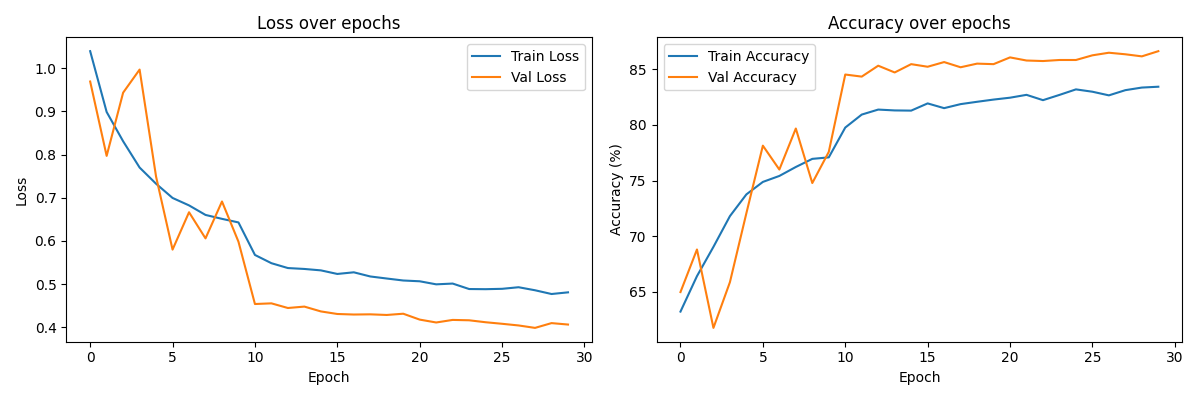 Loss over epochs
Train Loss
Val Loss
1.0
0.9
0.8
0.7
0.6
0.5
0.4
Loss
0 5 10 15 20 25 30
Epoch
Accuracy over epochs
Train Accuracy
Val Accuracy
85
80
75
70
65
Accuracy (%)
0 5 10 15 20 25 30
Epoch